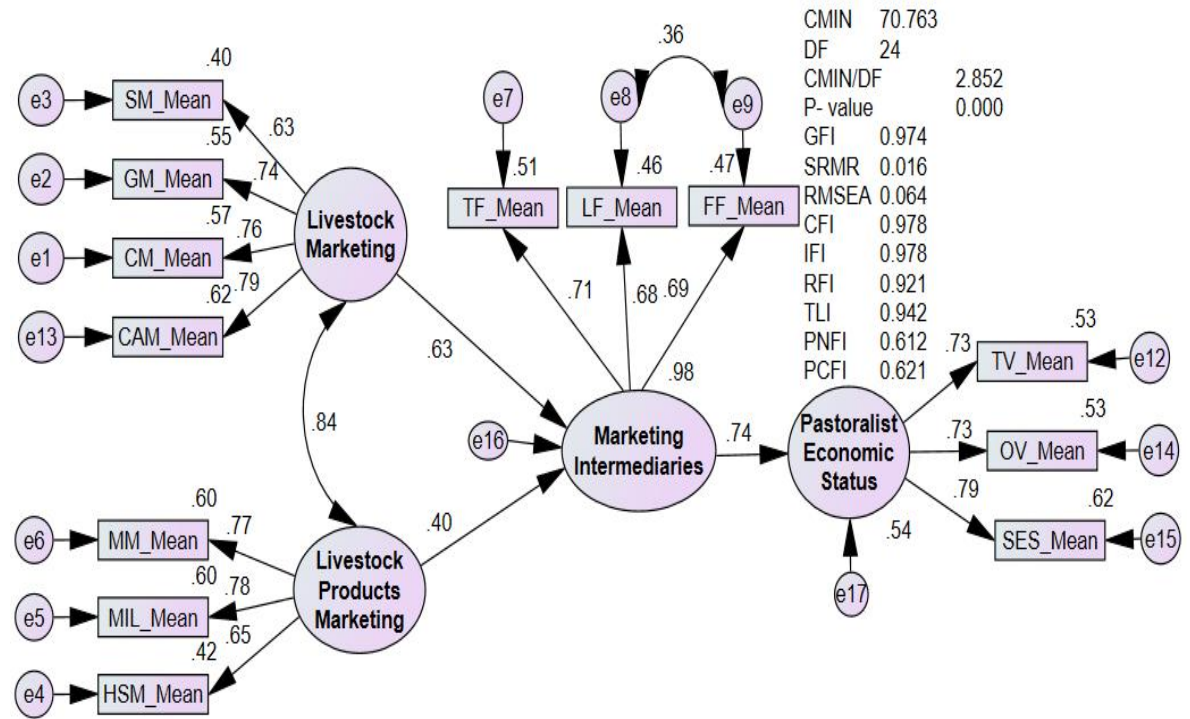 CMIN 70.763
DF 24
CMIN/DF 2.852
P- value 0.000
GFI 0.974
SRMR 0.016
RMSEA 0.064
CFI 0.978
IFI 0.978
RFI 0.921
TLI 0.942
PNFI 0.612
PCFI 0.621
.40
e3 SM_Mean
.63
.55
e2 GM_Mean
.74
.57
e1 CM_Mean
.76
.62
e13 CAM_Mean
.79
Livestock
Marketing
.84
.63
.60
e6 MM_Mean
.77
.60
e5 MIL_Mean
.78
.42
e4 HSM_Mean
.65
Livestock
Products
Marketing
.40
.36
e7 e8 e9
.51 .46 .47
TF_Mean LF_Mean FF_Mean
.71 .68 .69
.98
e16
Marketing
Intermediaries
.74
Pastoralist
Economic
Status
.54
e17
.53
.73 TV_Mean e12
.53
.73 OV_Mean e14
.62
.79 SES_Mean e15